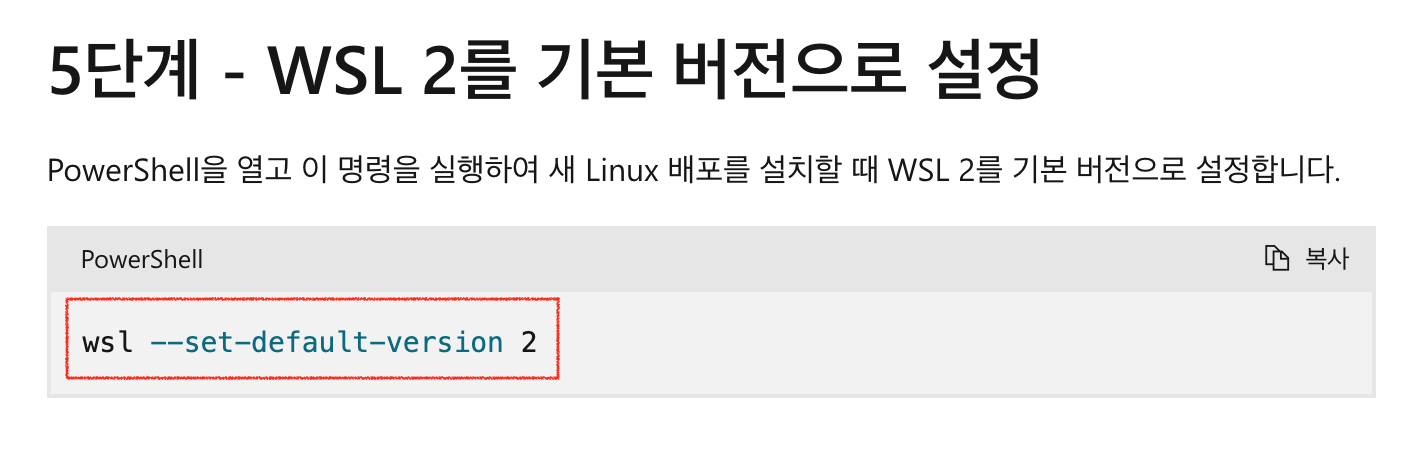 5단계 - WSL 2를 기본 버전으로 설정
PowerShell을 열고 이 명령을 실행하여 새 Linux 배포를 설치할 때 WSL 2를 기본 버전으로 설정합니다.
PowerShell 복사
wsl --set-default-version 2